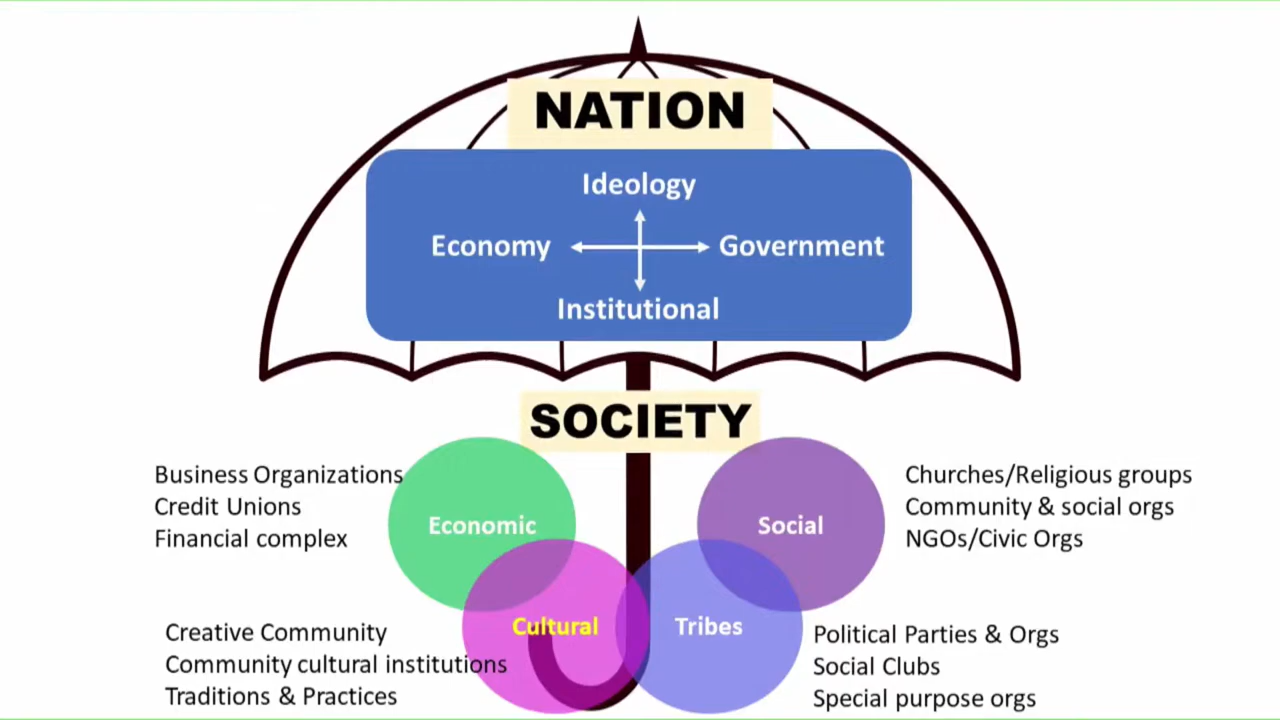 NATION
Ideology
Economy
Government
Institutional
SOCIETY
Business Organizations
Credit Unions
Financial complex
Economic
Social
Churches/Religious groups
Community & social orgs
NGOs/Civic Orgs
Creative Community
Community cultural institutions
Traditions & Practices
Cultural
Tribes
Political Parties & Orgs
Social Clubs
Special purpose orgs